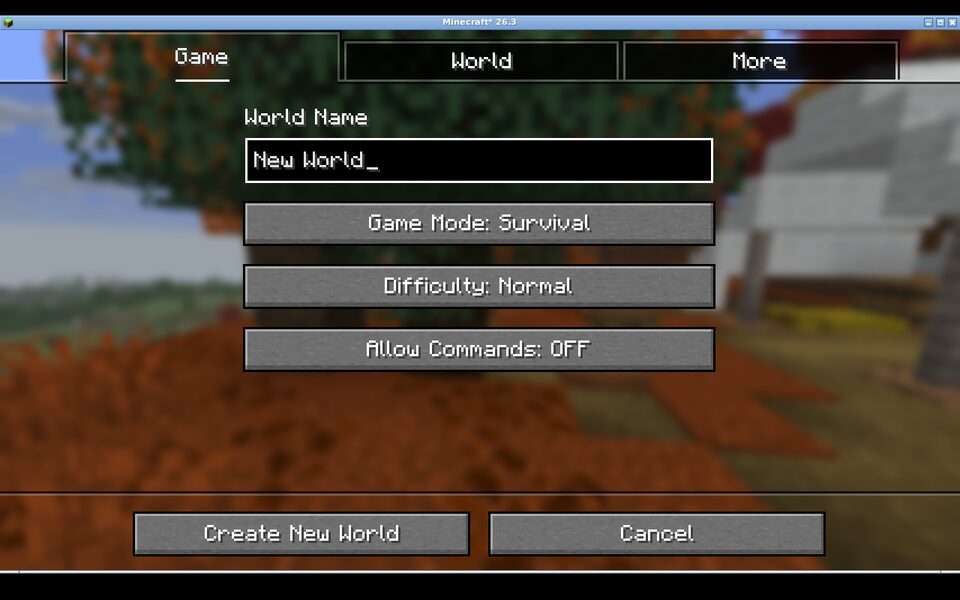 Minecraft* 26.3
Game
World
More
World Name
New World_
Game Mode: Survival
Difficulty: Normal
Allow Commands: OFF
Create New World
Cancel